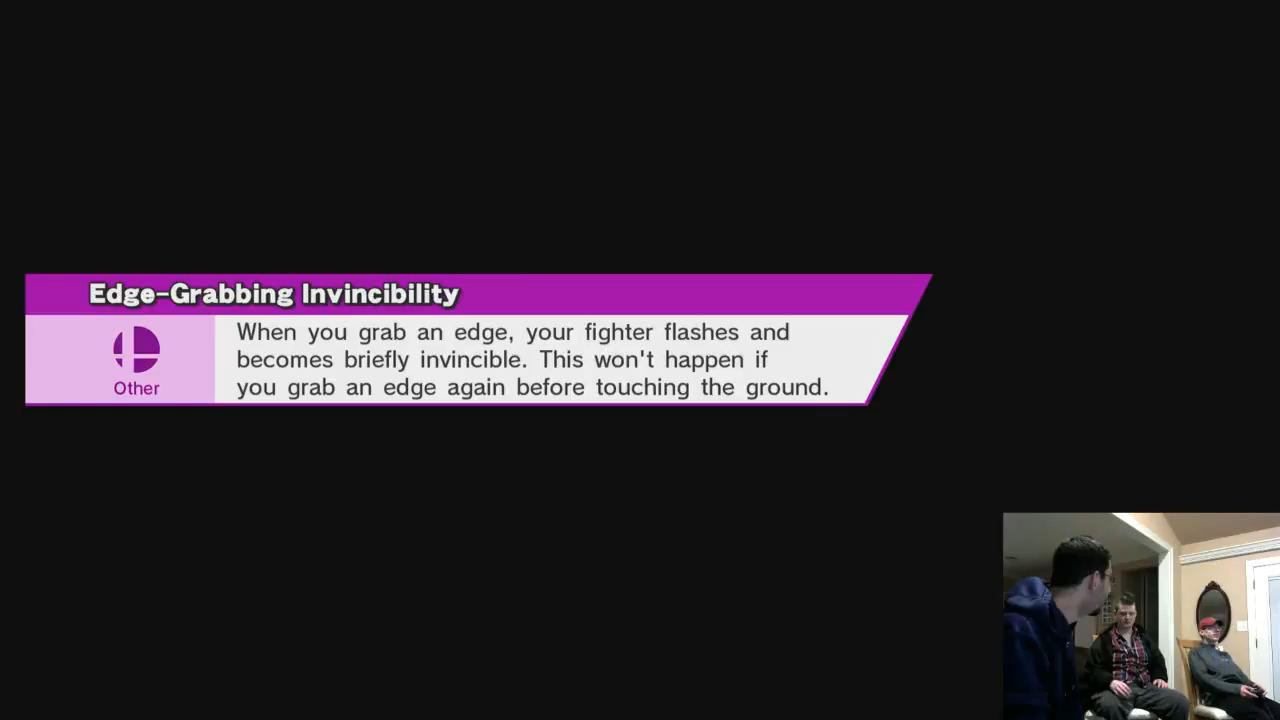 Edge-Grabbing Invincibility
Other
When you grab an edge, your fighter flashes and
becomes briefly invincible. This won't happen if
you grab an edge again before touching the ground.